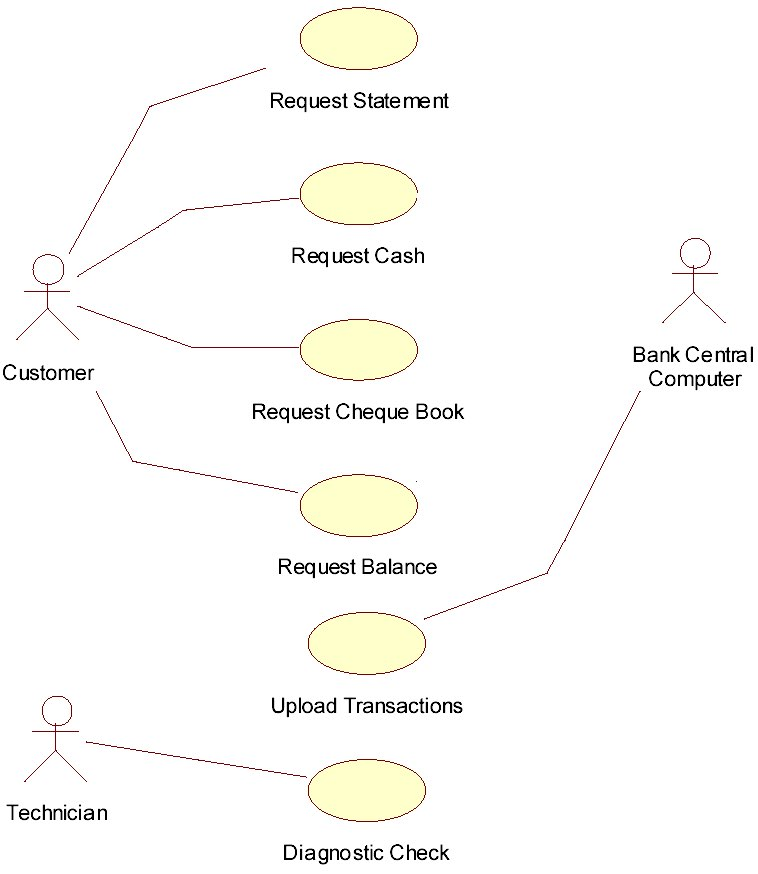 Request Statement
Request Cash
Customer
Bank Central
Computer
Request Cheque Book
Request Balance
Upload Transactions
Technician
Diagnostic Check